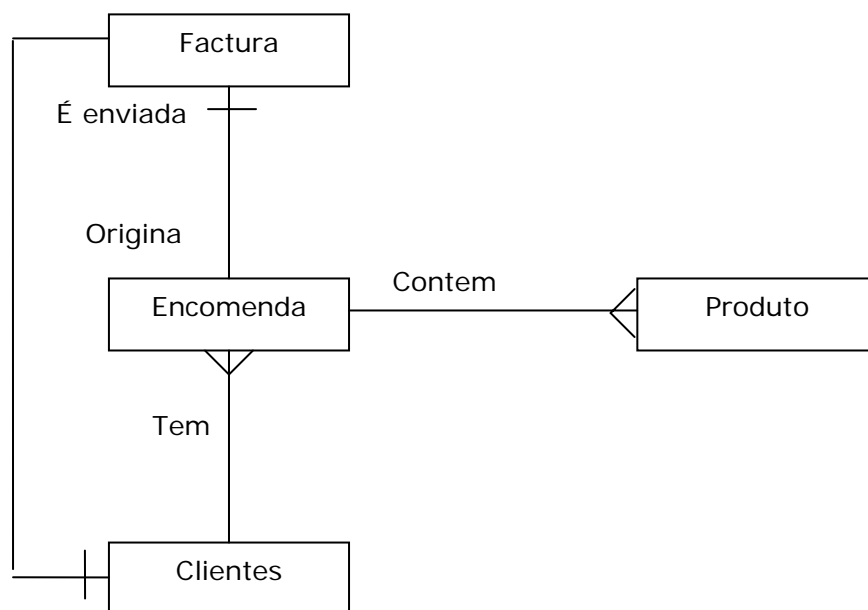 Factura
É enviada
Origina
Contem
Encomenda
Produto
Tem
Clientes